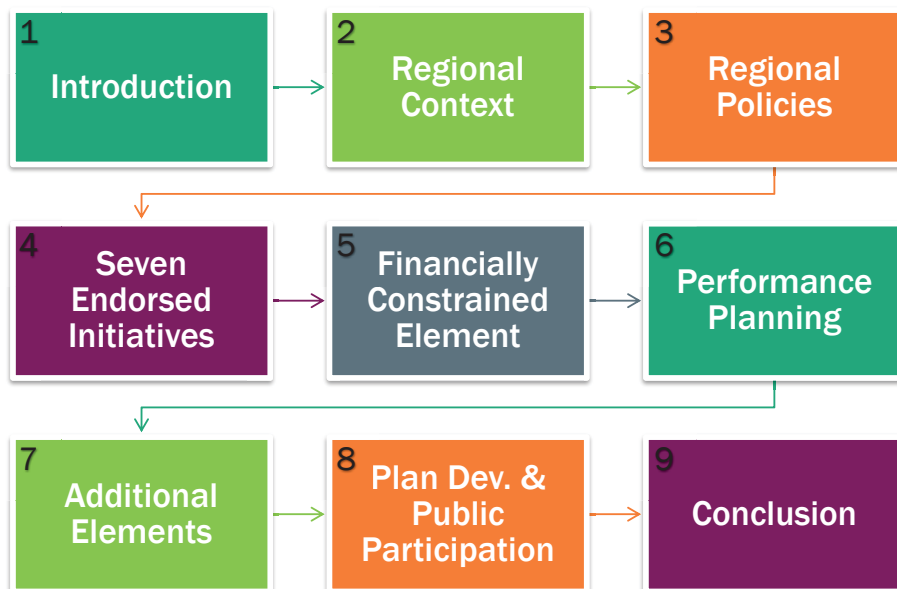 1
Introduction
2
Regional
Context
3
Regional
Policies
4
Seven
Endorsed
Initiatives
5
Financially
Constrained
Element
6
Performance
Planning
7
Additional
Elements
8
Plan Dev. &
Public
Participation
9
Conclusion